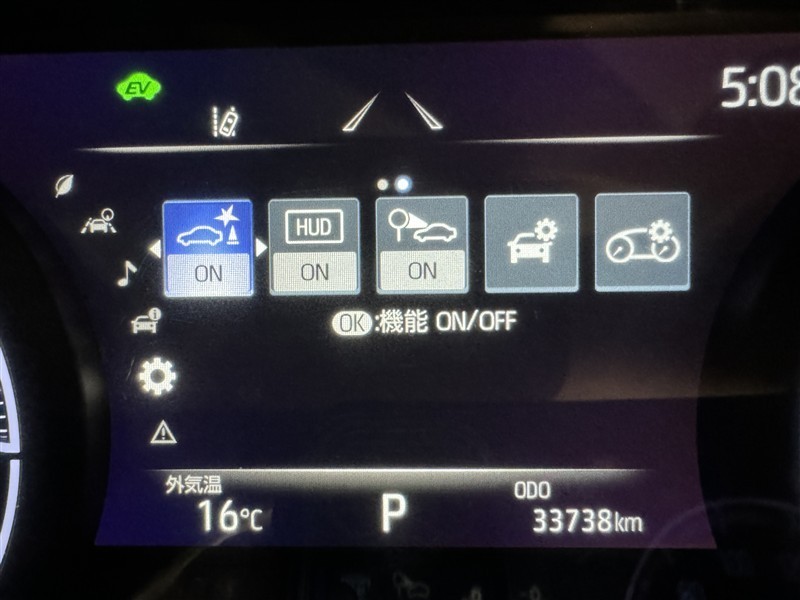 EV
5:08
HUD
ON
ON
ON
OK:機能 ON/OFF
外気温
16℃
P
ODO
33738km